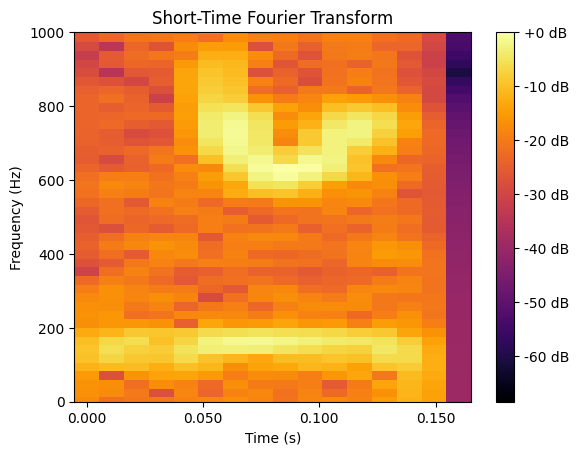 Short-Time Fourier Transform
1000
800
600
400
200
0
Frequency (Hz)
0.000
0.050
0.100
0.150
Time (s)
+0 dB
-10 dB
-20 dB
-30 dB
-40 dB
-50 dB
-60 dB